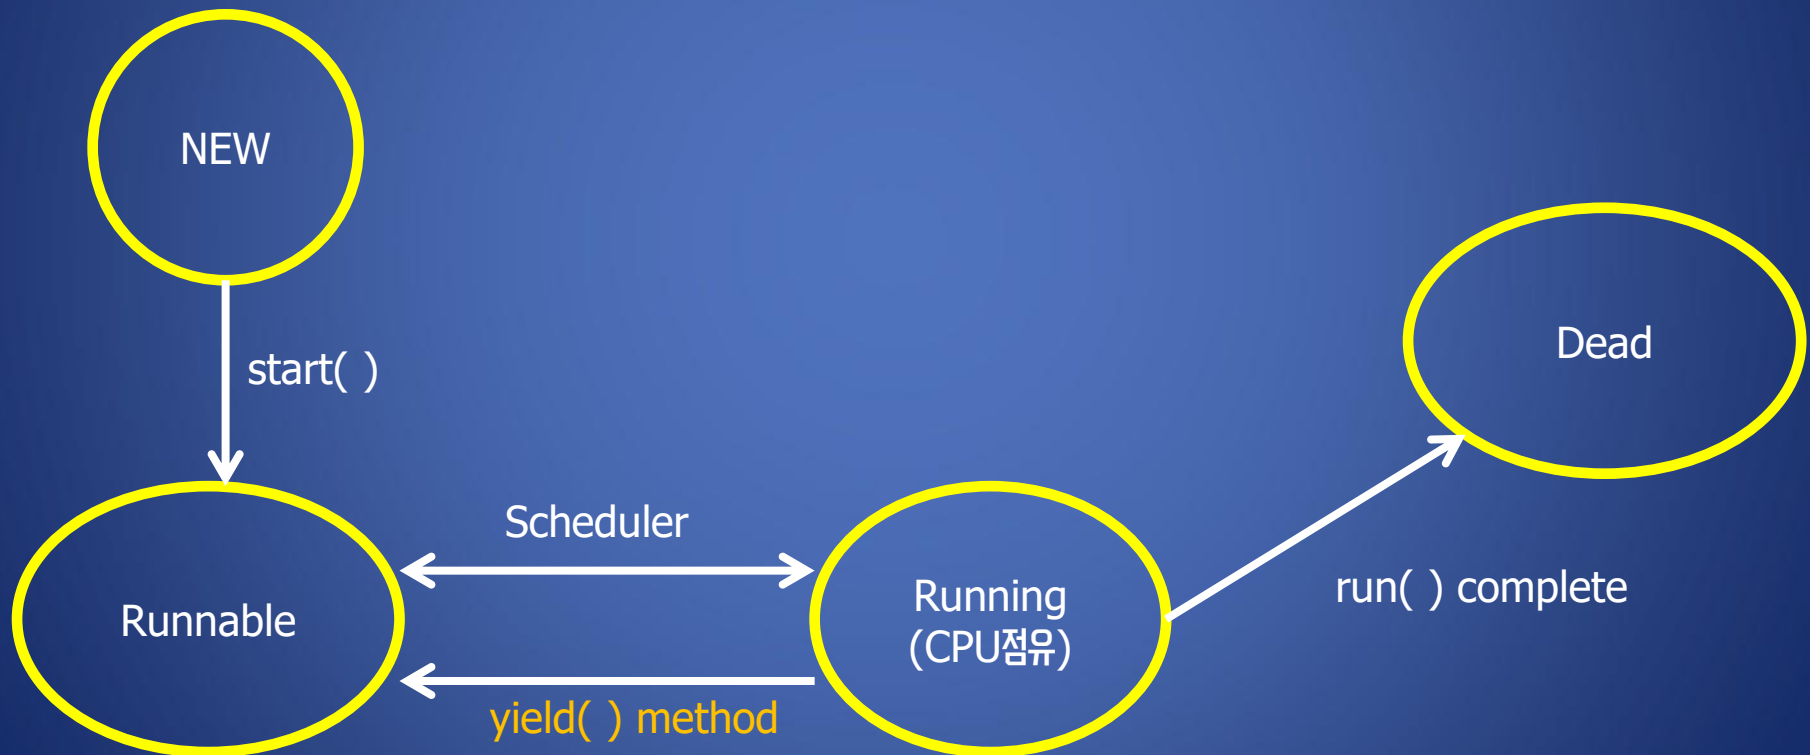 NEW
start( )
Dead
Scheduler
Runnable
Running
(CPU점유)
run( ) complete
yield( ) method